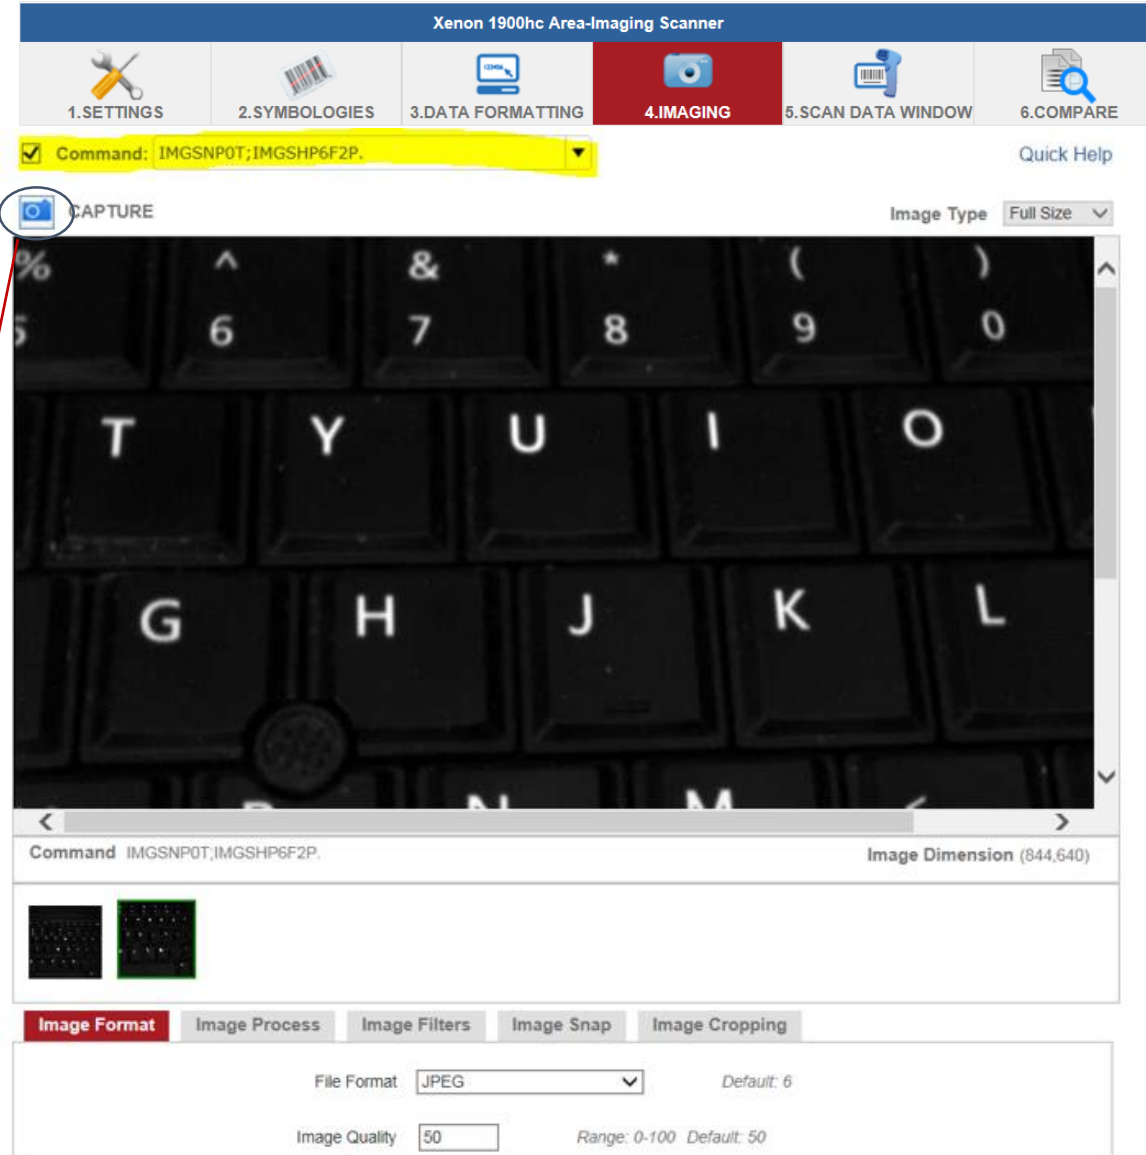 Xenon 1900hc Area-Imaging Scanner
1.SETTINGS 2.SYMBOLOGIES 3.DATA FORMATTING 4.IMAGING 5.SCAN DATA WINDOW 6.COMPARE
Command: IMGSNP0T;IMGSHP6F2P. Quick Help
CAPTURE Image Type Full Size
% ^ & * ( )
5 6 7 8 9 0
T Y U I O
G H J K L
N M <
Command IMGSNP0T;IMGSHP6F2P. Image Dimension (844,640)
Image Format Image Process Image Filters Image Snap Image Cropping
File Format JPEG Default: 6
Image Quality 50 Range: 0-100 Default: 50